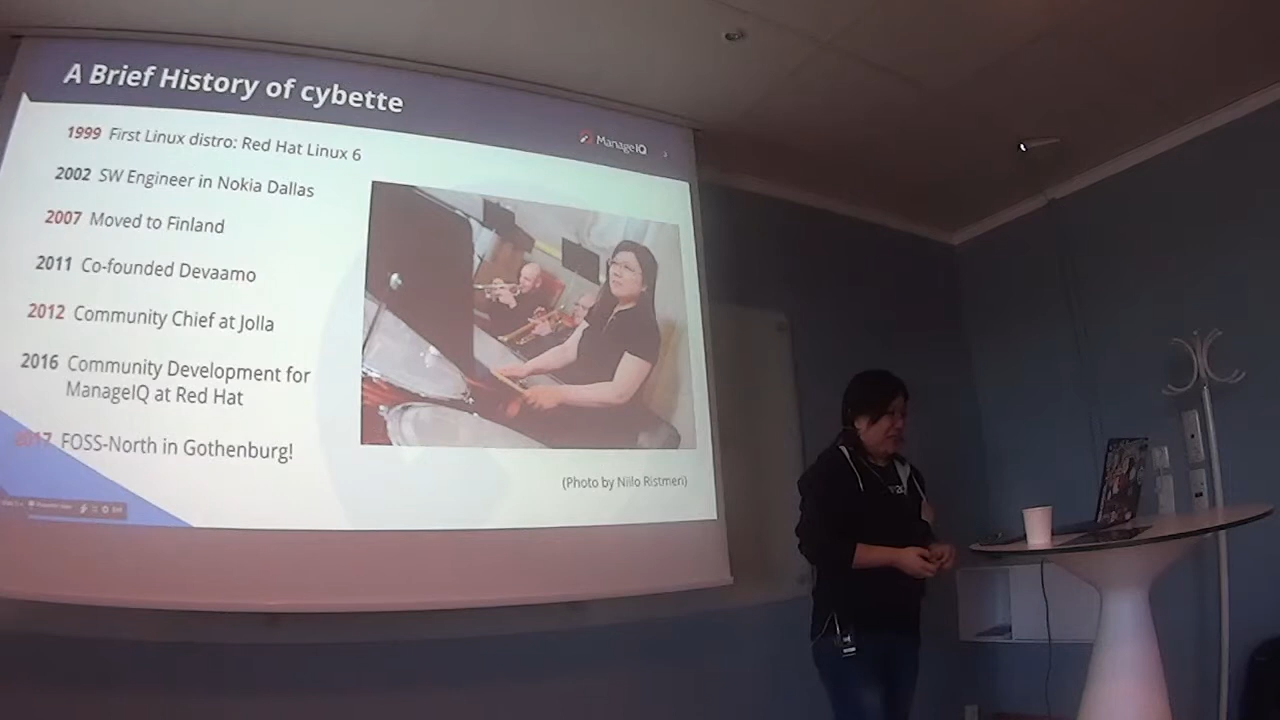 A Brief History of cybette
ManageIQ
1999 First Linux distro: Red Hat Linux 6
2002 SW Engineer in Nokia Dallas
2007 Moved to Finland
2011 Co-founded Devaamo
2012 Community Chief at Jolla
2016 Community Development for
ManageIQ at Red Hat
2017 FOSS-North in Gothenburg!
(Photo by Niilo Ristmeri)